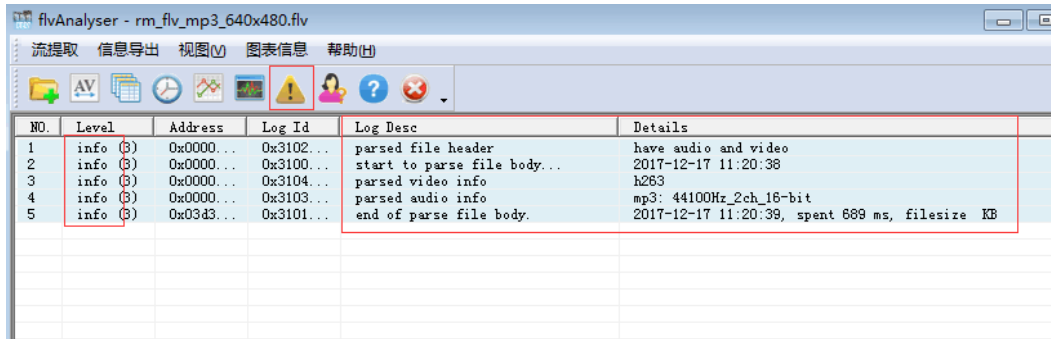 flvAnalyser - rm_flv_mp3_640x480.flv
流提取 信息导出 视图(V) 图表信息 帮助(H)
AV
NO. Level Address Log Id Log Desc Details
1 info (3) 0x0000... 0x3102... parsed file header have audio and video
2 info (3) 0x0000... 0x3100... start to parse file body... 2017-12-17 11:20:38
3 info (3) 0x0000... 0x3104... parsed video info h263
4 info (3) 0x0000... 0x3103... parsed audio info mp3: 44100Hz_2ch_16-bit
5 info (3) 0x03d3... 0x3101... end of parse file body. 2017-12-17 11:20:39, spent 689 ms, filesize KB